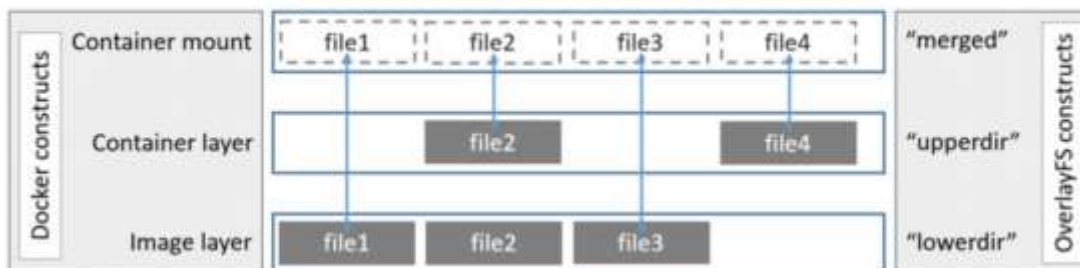 Docker constructs
Container mount
file1
file2
file3
file4
“merged”
OverlayFS constructs
Container layer
file2
file4
“upperdir”
Image layer
file1
file2
file3
“lowerdir”